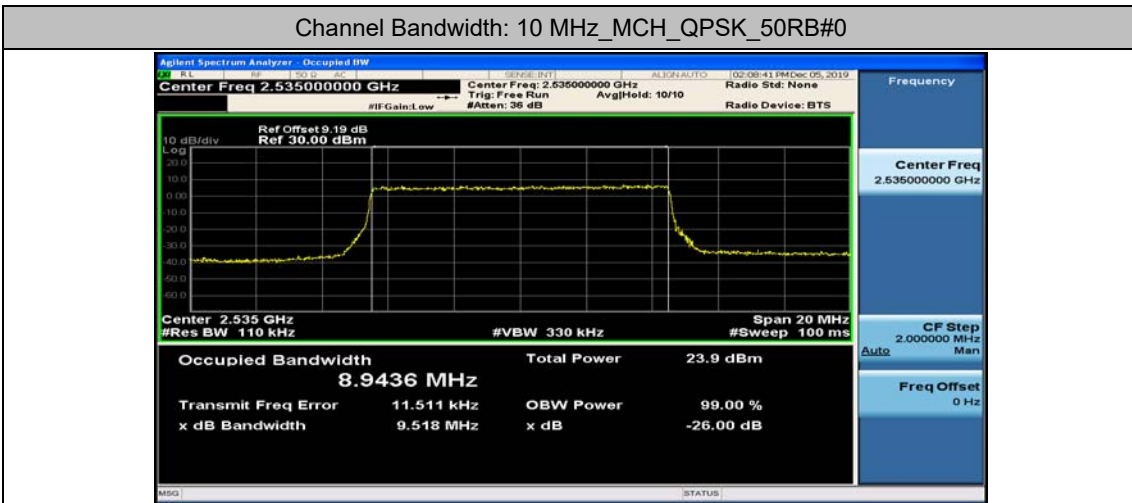 Channel Bandwidth: 10 MHz_MCH_QPSK_50RB#0
Agilent Spectrum Analyzer - Occupied BW
RL RF 50 Ω AC SENSE:INT ALIGN AUTO 02:08:41 PM Dec 05, 2019
Center Freq 2.535000000 GHz
Center Freq: 2.535000000 GHz
Radio Std: None
Trig: Free Run Avg|Hold: 10/10
#IFGain:Low
#Atten: 36 dB
Radio Device: BTS
Ref Offset 9.19 dB
10 dB/div Ref 30.00 dBm
Log
20.0
10.0
0.00
-10.0
-20.0
-30.0
-40.0
-50.0
-60.0
Center 2.535 GHz Span 20 MHz
#Res BW 110 kHz #VBW 330 kHz #Sweep 100 ms
Occupied Bandwidth Total Power 23.9 dBm
8.9436 MHz
Transmit Freq Error 11.511 kHz OBW Power 99.00 %
x dB Bandwidth 9.518 MHz x dB -26.00 dB
MSG STATUS
Frequency
Center Freq
2.535000000 GHz
CF Step
2.000000 MHz
Auto Man
Freq Offset
0 Hz